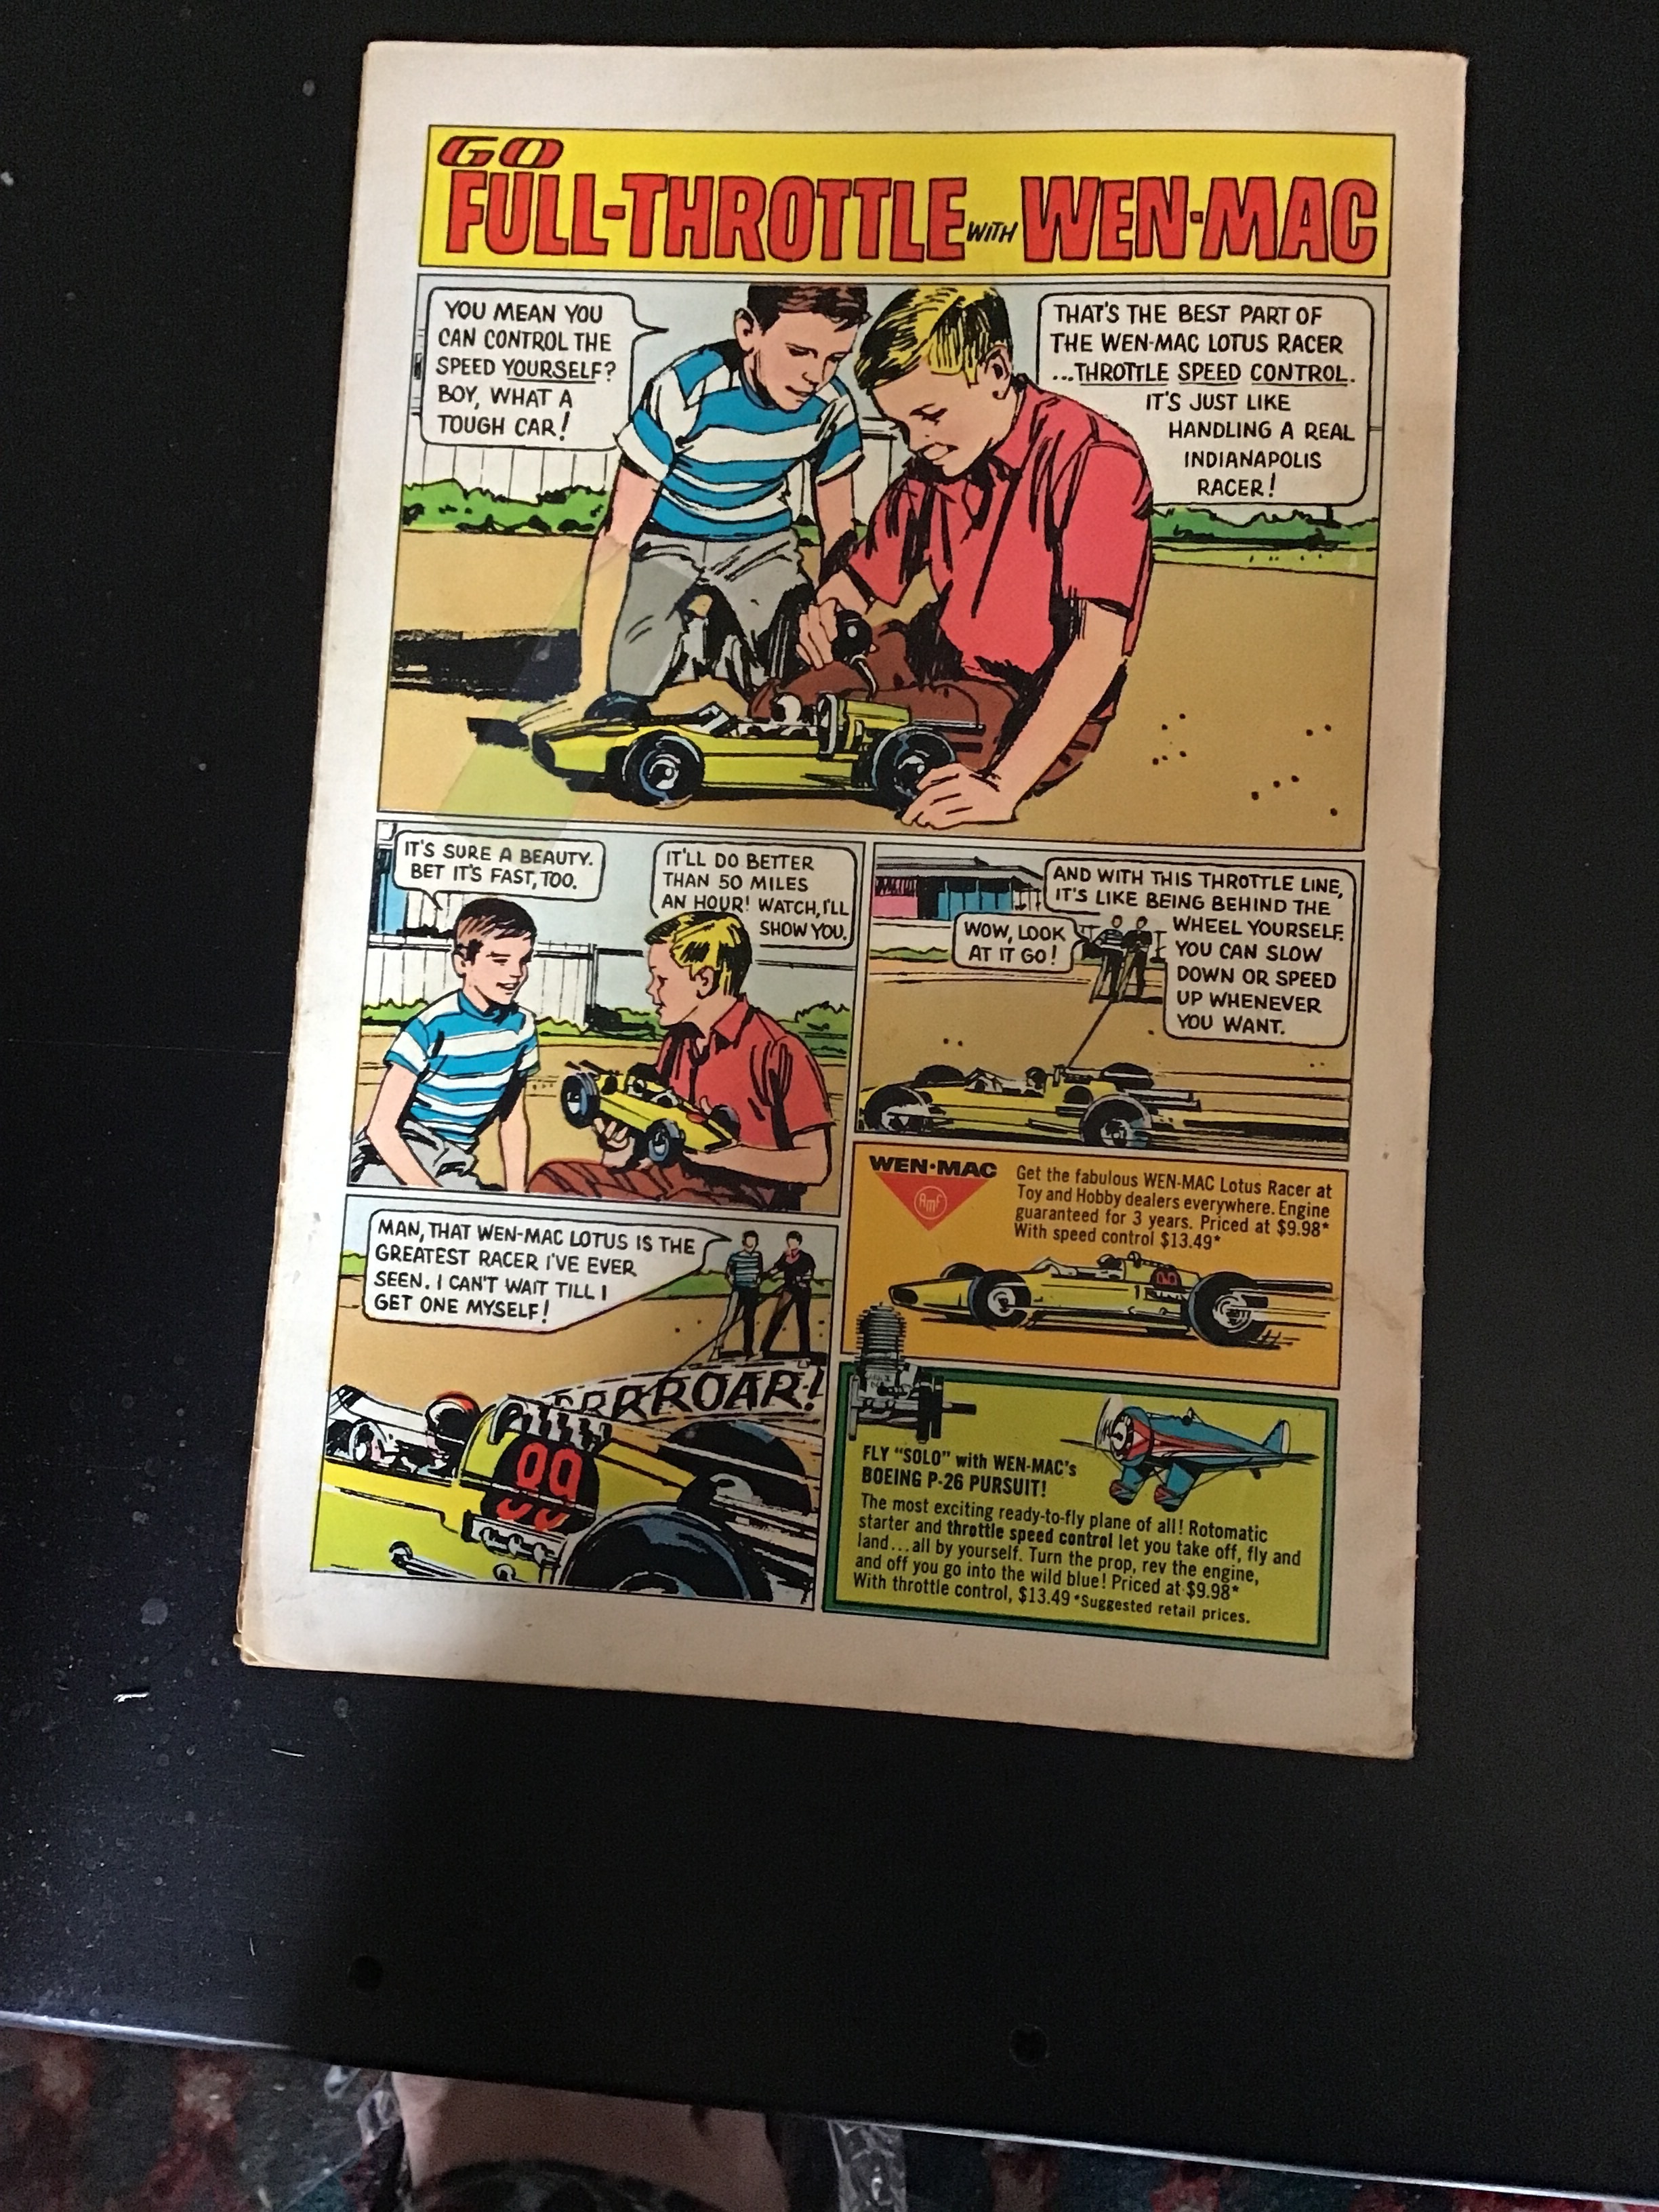 GO
FULL-THROTTLE WITH WEN-MAC
YOU MEAN YOU
CAN CONTROL THE
SPEED YOURSELF?
BOY, WHAT A
TOUGH CAR!
THAT'S THE BEST PART OF
THE WEN-MAC LOTUS RACER
...THROTTLE SPEED CONTROL.
IT'S JUST LIKE
HANDLING A REAL
INDIANAPOLIS
RACER!
IT'S SURE A BEAUTY.
BET IT'S FAST, TOO.
IT'LL DO BETTER
THAN 50 MILES
AN HOUR! WATCH, I'LL
SHOW YOU.
WOW, LOOK
AT IT GO!
AND WITH THIS THROTTLE LINE,
IT'S LIKE BEING BEHIND THE
WHEEL YOURSELF.
YOU CAN SLOW
DOWN OR SPEED
UP WHENEVER
YOU WANT.
MAN, THAT WEN-MAC LOTUS IS THE
GREATEST RACER I'VE EVER
SEEN. I CAN'T WAIT TILL I
GET ONE MYSELF!
RRRROAR!
99
WEN·MAC
AMF
Get the fabulous WEN-MAC Lotus Racer at
Toy and Hobby dealers everywhere. Engine
guaranteed for 3 years. Priced at $9.98*
With speed control $13.49*
FLY "SOLO" with WEN-MAC's
BOEING P-26 PURSUIT!
The most exciting ready-to-fly plane of all! Rotomatic
starter and throttle speed control let you take off, fly and
land...all by yourself. Turn the prop, rev the engine,
and off you go into the wild blue! Priced at $9.98*
With throttle control, $13.49 *Suggested retail prices.